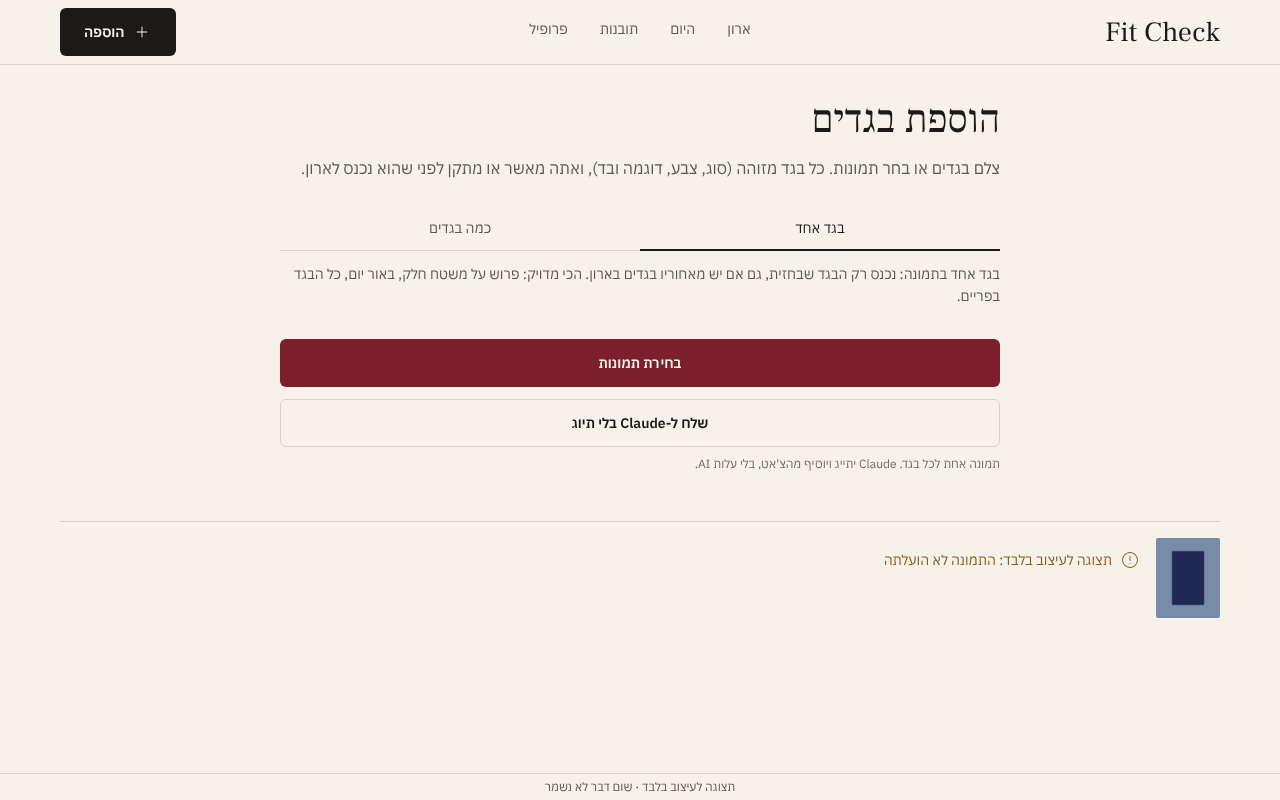 Fit Check
ארון
היום
תובנות
פרופיל
הוספה
הוספת בגדים
צלם בגדים או בחר תמונות. כל בגד מזוהה (סוג, צבע, דוגמה ובד), ואתה מאשר או מתקן לפני שהוא נכנס לארון.
בגד אחד
כמה בגדים
בגד אחד בתמונה: נכנס רק הבגד שבחזית, גם אם יש מאחוריו בגדים בארון. הכי מדויק: פרוש על משטח חלק, באור יום, כל הבגד
בפריים.
בחירת תמונות
שלח ל-Claude בלי תיוג
תמונה אחת לכל בגד. Claude יתייג ויוסיף מהצ'אט, בלי עלות AI.
תצוגה לעיצוב בלבד: התמונה לא הועלתה
תצוגה לעיצוב בלבד · שום דבר לא נשמר